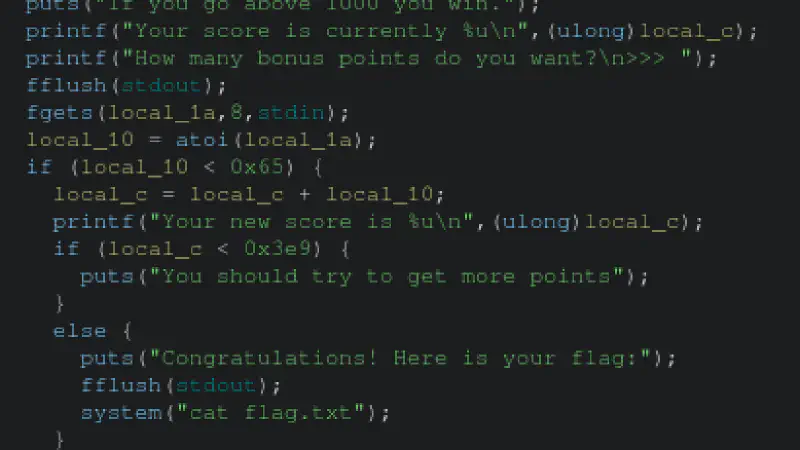 puts("If you go above 1000 you win.");
printf("Your score is currently %u\n",(ulong)local_c);
printf("How many bonus points do you want?\n>>> ");
fflush(stdout);
fgets(local_1a,8,stdin);
local_10 = atoi(local_1a);
if (local_10 < 0x65) {
local_c = local_c + local_10;
printf("Your new score is %u\n",(ulong)local_c);
if (local_c < 0x3e9) {
puts("You should try to get more points");
}
else {
puts("Congratulations! Here is your flag:");
fflush(stdout);
system("cat flag.txt");
}